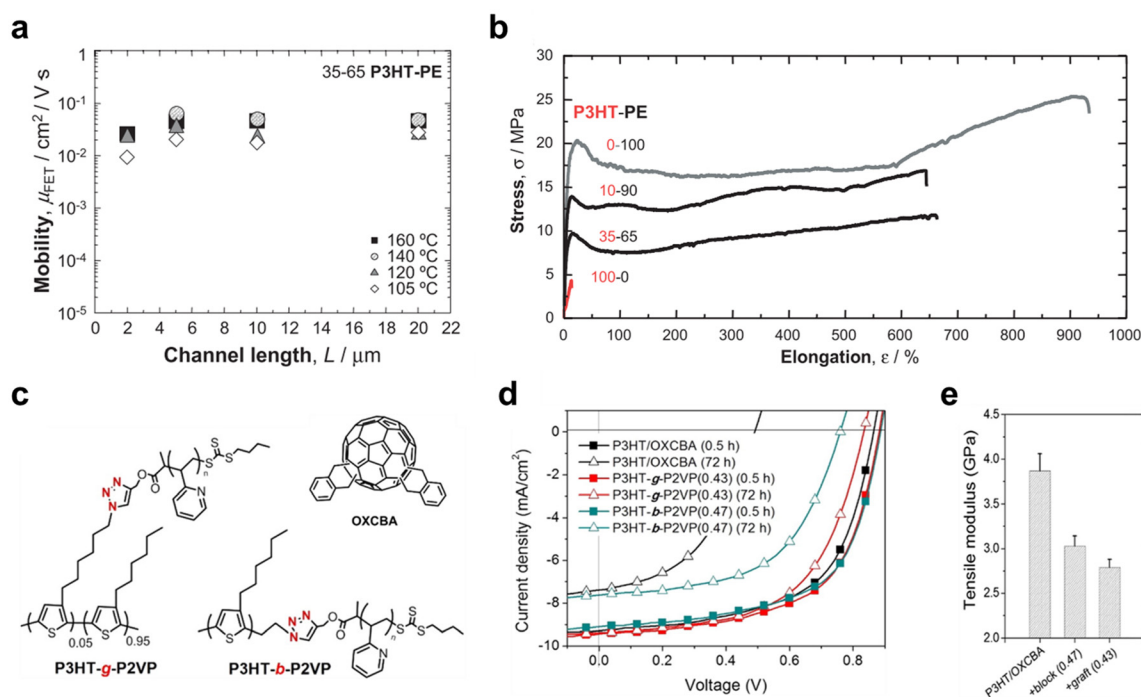 a
35-65 P3HT-PE
Mobility, μFET / cm² / V·s
10⁻¹
10⁻²
10⁻³
10⁻⁴
10⁻⁵
160 ºC
140 ºC
120 ºC
105 ºC
0 2 4 6 8 10 12 14 16 18 20 22
Channel length, L / μm
b
Stress, σ / MPa
30
25
20
15
10
5
0
P3HT-PE
0-100
10-90
35-65
100-0
0 100 200 300 400 500 600 700 800 900 1000
Elongation, ε / %
c
N
N
N
O
O
n
N
S
S
S
S
S
0.05
0.95
P3HT-g-P2VP
OXCBA
S
N
N
N
O
O
n
N
S
S
S
P3HT-b-P2VP
d
Current density (mA/cm²)
0
-2
-4
-6
-8
-10
P3HT/OXCBA (0.5 h)
P3HT/OXCBA (72 h)
P3HT-g-P2VP(0.43) (0.5 h)
P3HT-g-P2VP(0.43) (72 h)
P3HT-b-P2VP(0.47) (0.5 h)
P3HT-b-P2VP(0.47) (72 h)
0.0 0.2 0.4 0.6 0.8
Voltage (V)
e
Tensile modulus (GPa)
4.5
4.0
3.5
3.0
2.5
2.0
P3HT/OXCBA
+block (0.47)
+graft (0.43)